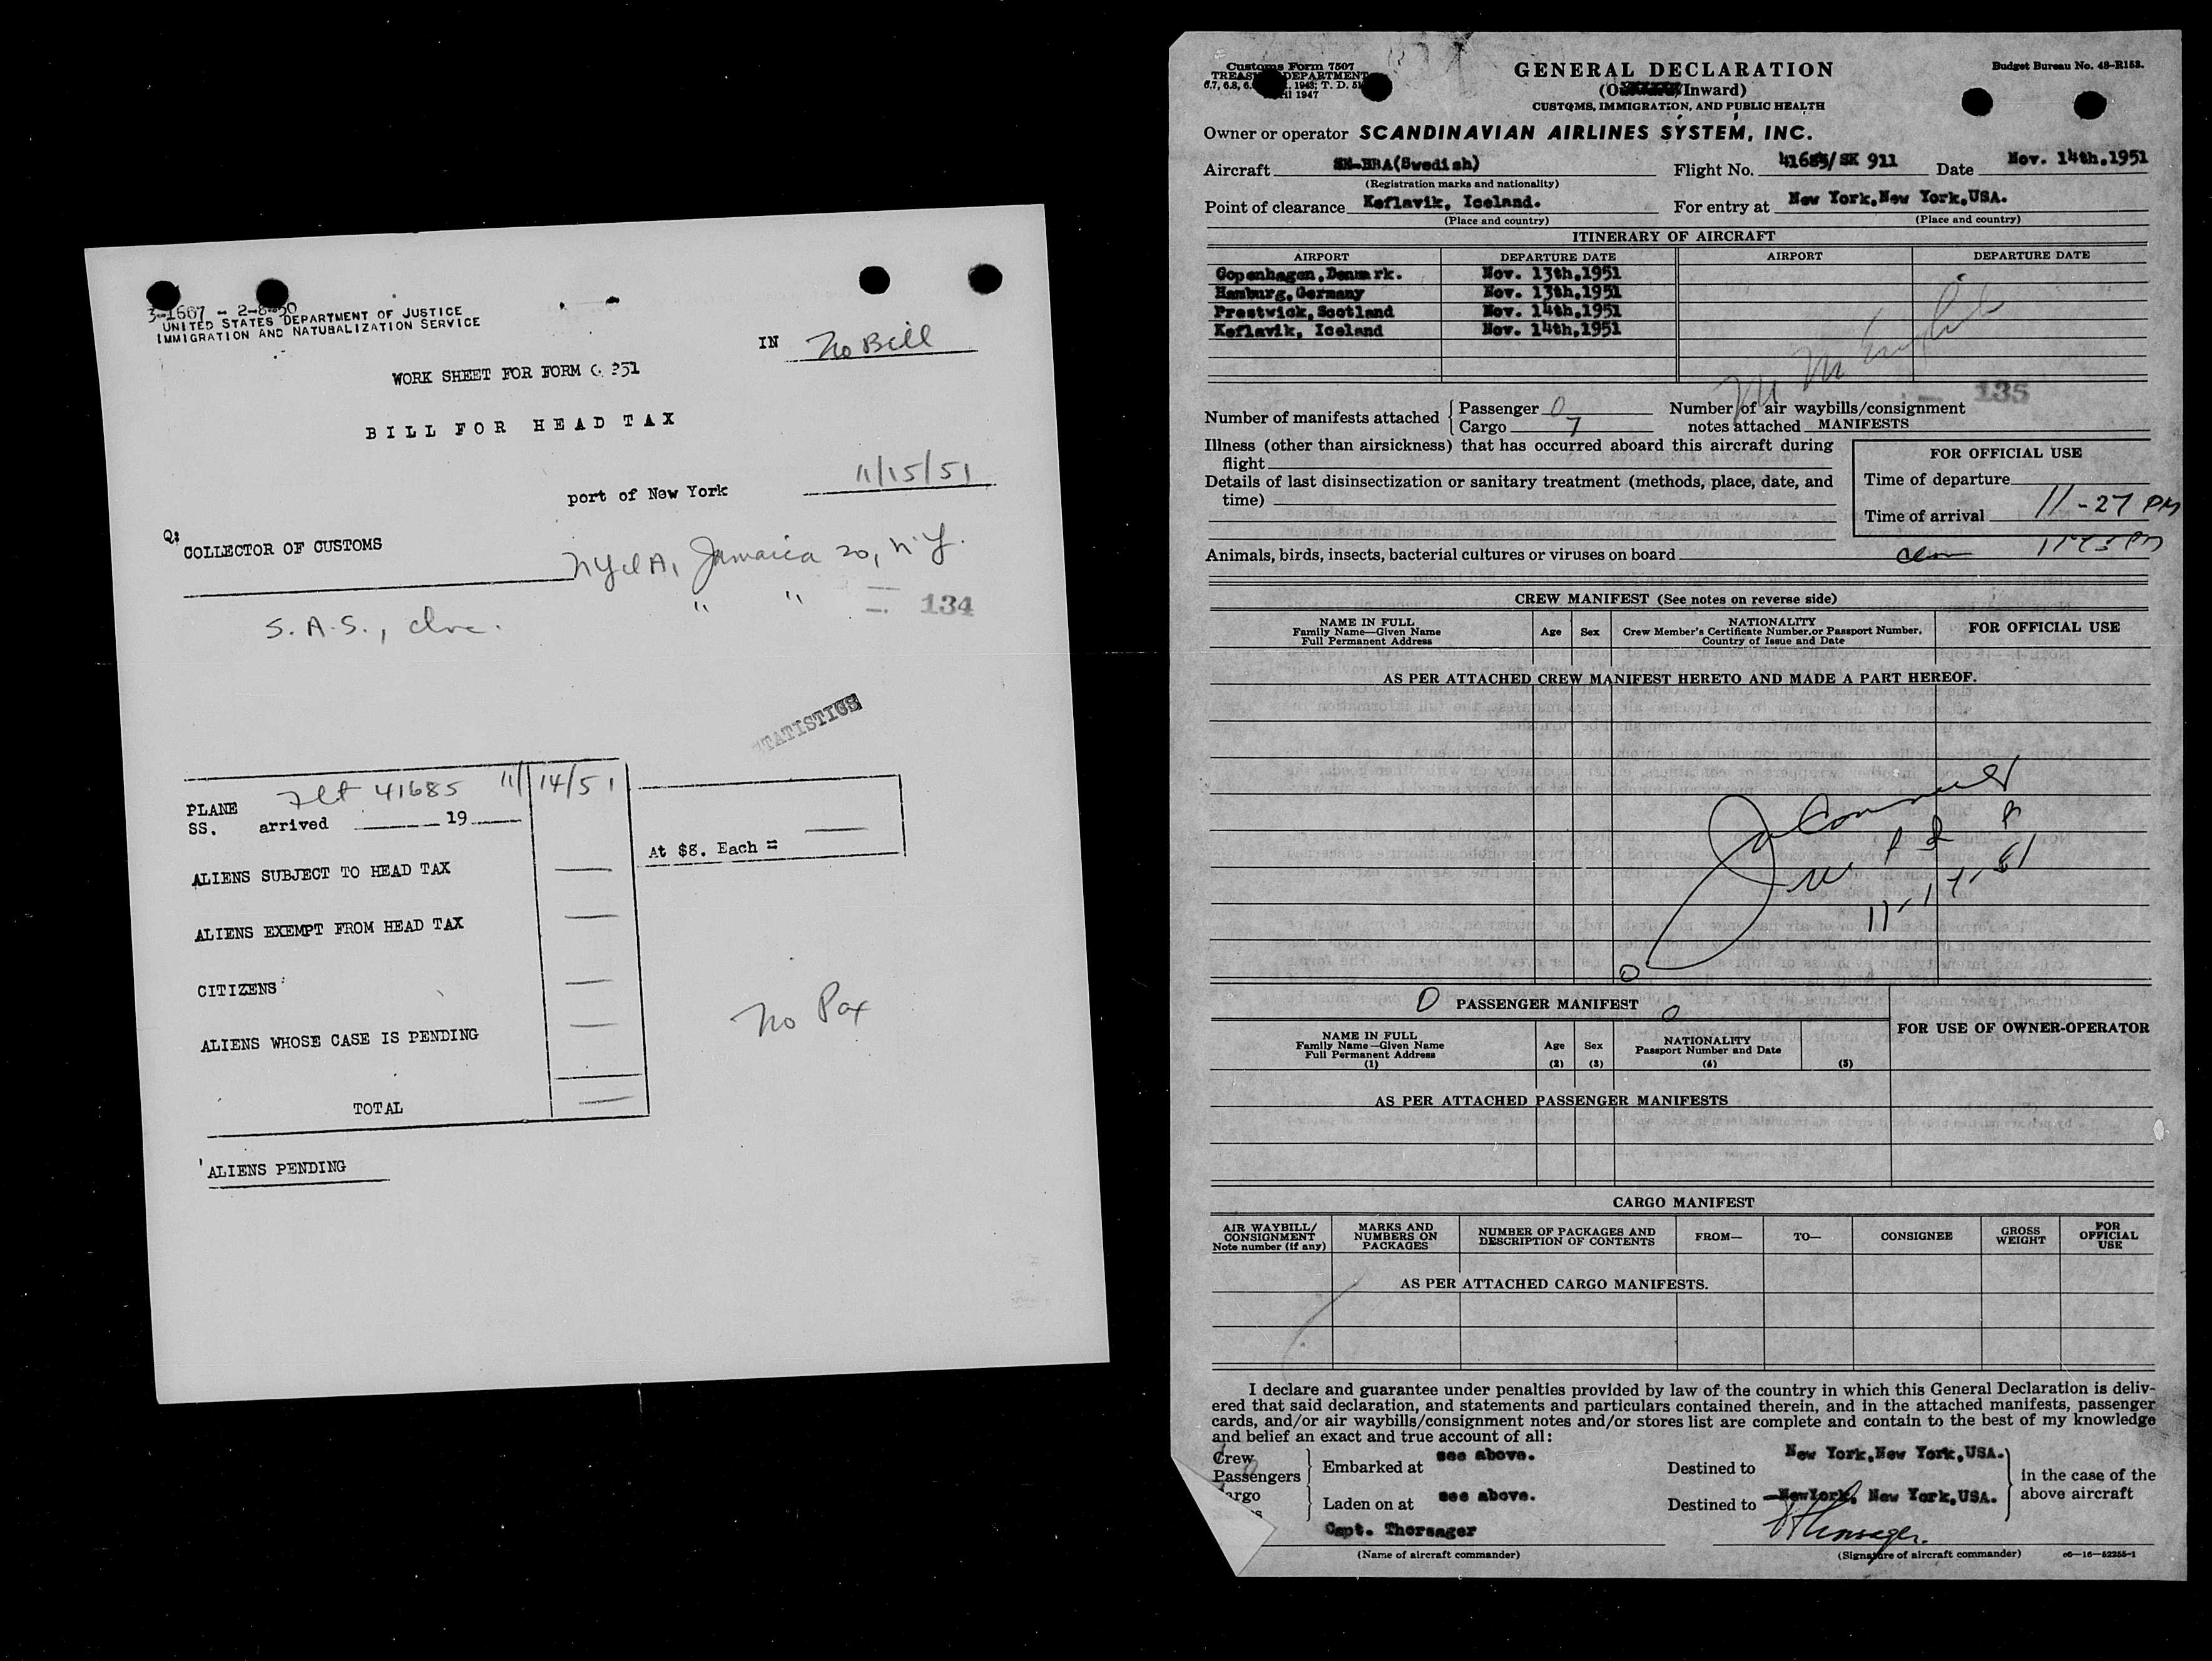 3-1667 - 2-8-50
UNITED STATES DEPARTMENT OF JUSTICE
IMMIGRATION AND NATURALIZATION SERVICE
IN No Bill
WORK SHEET FOR FORM G 351
BILL FOR HEAD TAX
11/15/51
port of New York
COLLECTOR OF CUSTOMS
NYIA, Jamaica 20, N.Y.
" "
134
S.A.S., Inc.
STATISTICS
PLANE Flt 41685 11/14/51
SS. arrived 19
At $8. Each =
ALIENS SUBJECT TO HEAD TAX
ALIENS EXEMPT FROM HEAD TAX
CITIZENS
ALIENS WHOSE CASE IS PENDING
No Pax
TOTAL
ALIENS PENDING
Customs Form 7507
TREASURY DEPARTMENT
1943; T. D.
1947
GENERAL DECLARATION
(Inward)
CUSTOMS, IMMIGRATION, AND PUBLIC HEALTH
Budget Bureau No. 48-R153.
Owner or operator SCANDINAVIAN AIRLINES SYSTEM, INC.
Aircraft SE-BRA(Swedish) Flight No. 41685/SK 911 Date Nov. 14th,1951
(Registration marks and nationality)
Point of clearance Keflavik, Iceland. For entry at New York,New York,USA.
(Place and country) (Place and country)
ITINERARY OF AIRCRAFT
AIRPORT DEPARTURE DATE AIRPORT DEPARTURE DATE
Copenhagen,Denmark. Nov. 13th,1951
Hamburg,Germany Nov. 13th,1951
Prestwick,Scotland Nov. 14th,1951
Keflavik, Iceland Nov. 14th,1951
135
Number of manifests attached { Passenger 0 Number of air waybills/consignment
Cargo 7 notes attached MANIFESTS
Illness (other than airsickness) that has occurred aboard this aircraft during
flight
FOR OFFICIAL USE
Details of last disinsectization or sanitary treatment (methods, place, date, and
time)
Time of departure
Time of arrival 11-27 PM
Animals, birds, insects, bacterial cultures or viruses on board
CREW MANIFEST (See notes on reverse side)
NAME IN FULL
Family Name—Given Name
Full Permanent Address
Age Sex
NATIONALITY
Crew Member's Certificate Number,or Passport Number,
Country of Issue and Date
FOR OFFICIAL USE
AS PER ATTACHED CREW MANIFEST HERETO AND MADE A PART HEREOF.
0 PASSENGER MANIFEST 0
FOR USE OF OWNER-OPERATOR
NAME IN FULL
Family Name—Given Name
Full Permanent Address
(1)
Age
(2)
Sex
(3)
NATIONALITY
Passport Number and Date
(4)
(5)
AS PER ATTACHED PASSENGER MANIFESTS
CARGO MANIFEST
AIR WAYBILL/
CONSIGNMENT
Note number (if any)
MARKS AND
NUMBERS ON
PACKAGES
NUMBER OF PACKAGES AND
DESCRIPTION OF CONTENTS
FROM—
TO—
CONSIGNEE
GROSS
WEIGHT
FOR
OFFICIAL
USE
AS PER ATTACHED CARGO MANIFESTS.
I declare and guarantee under penalties provided by law of the country in which this General Declaration is deliv-
ered that said declaration, and statements and particulars contained therein, and in the attached manifests, passenger
cards, and/or air waybills/consignment notes and/or stores list are complete and contain to the best of my knowledge
and belief an exact and true account of all:
Crew
Passengers Embarked at see above. Destined to New York,New York,USA.
in the case of the
above aircraft
Laden on at see above. Destined to New York, New York,USA.
Capt. Thorsager
(Name of aircraft commander) (Signature of aircraft commander)